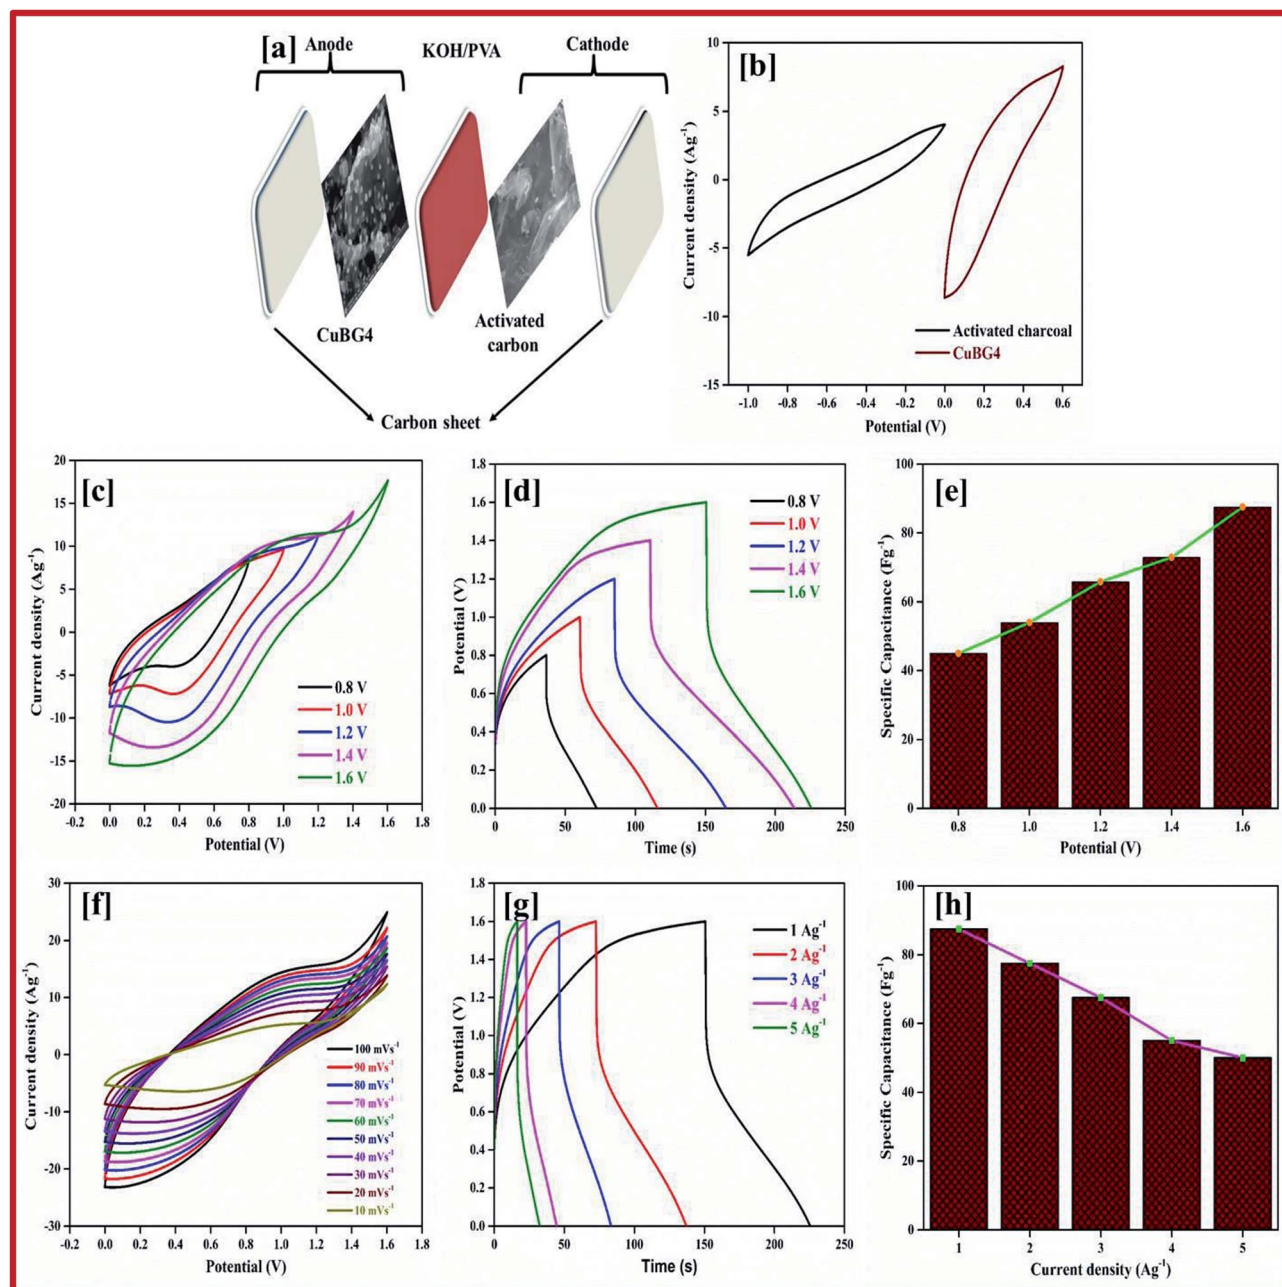 [a]
Anode
KOH/PVA
Cathode
CuBG4
Activated
carbon
Carbon sheet
[b]
10
5
0
-5
-10
-15
Current density (Ag⁻¹)
-1.0 -0.8 -0.6 -0.4 -0.2 0.0 0.2 0.4 0.6
Potential (V)
Activated charcoal
CuBG4
[c]
20
15
10
5
0
-5
-10
-15
-20
Current density (Ag⁻¹)
-0.2 0.0 0.2 0.4 0.6 0.8 1.0 1.2 1.4 1.6 1.8
Potential (V)
0.8 V
1.0 V
1.2 V
1.4 V
1.6 V
[d]
1.8
1.6
1.4
1.2
1.0
0.8
0.6
0.4
0.2
0.0
Potential (V)
0 50 100 150 200 250
Time (s)
0.8 V
1.0 V
1.2 V
1.4 V
1.6 V
[e]
100
80
60
40
20
0
Specific Capacitance (Fg⁻¹)
0.8 1.0 1.2 1.4 1.6
Potential (V)
[f]
30
20
10
0
-10
-20
-30
Current density (Ag⁻¹)
-0.2 0.0 0.2 0.4 0.6 0.8 1.0 1.2 1.4 1.6 1.8
Potential (V)
100 mVs⁻¹
90 mVs⁻¹
80 mVs⁻¹
70 mVs⁻¹
60 mVs⁻¹
50 mVs⁻¹
40 mVs⁻¹
30 mVs⁻¹
20 mVs⁻¹
10 mVs⁻¹
[g]
1.8
1.6
1.4
1.2
1.0
0.8
0.6
0.4
0.2
0.0
Potential (V)
0 50 100 150 200 250
Time (s)
1 Ag⁻¹
2 Ag⁻¹
3 Ag⁻¹
4 Ag⁻¹
5 Ag⁻¹
[h]
100
80
60
40
20
0
Specific Capacitance (Fg⁻¹)
1 2 3 4 5
Current density (Ag⁻¹)